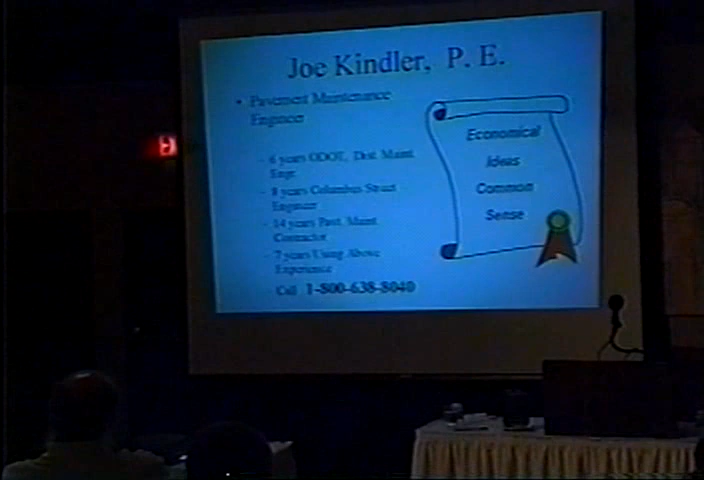 Joe Kindler, P. E.
• Pavement Maintenance
Engineer
- 6 years ODOT, Dist. Maint.
Engr.
- 8 years Columbus Street
Engineer
- 14 years Pvmt. Maint.
Contractor
- 7 years Using Above
Experience
- Call 1-800-638-8040
Economical
Ideas
Common
Sense